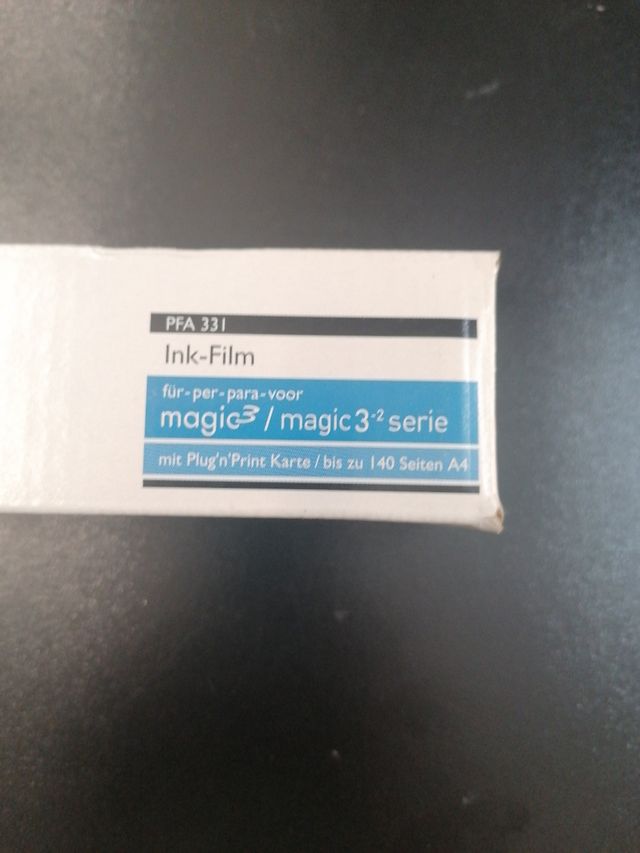 PFA 331
Ink-Film
für-per-para-voor
magic3 / magic 3-2 serie
mit Plug'n'Print Karte / bis zu 140 Seiten A4